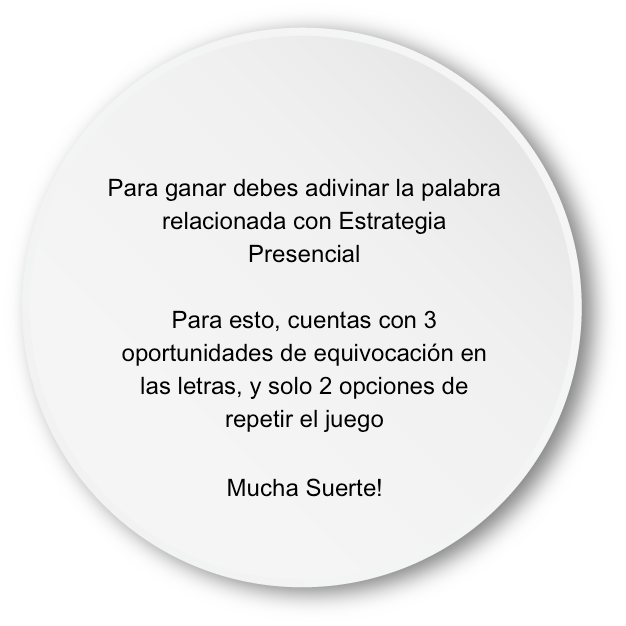 Para ganar debes adivinar la palabra
relacionada con Estrategia
Presencial
Para esto, cuentas con 3
oportunidades de equivocación en
las letras, y solo 2 opciones de
repetir el juego
Mucha Suerte!